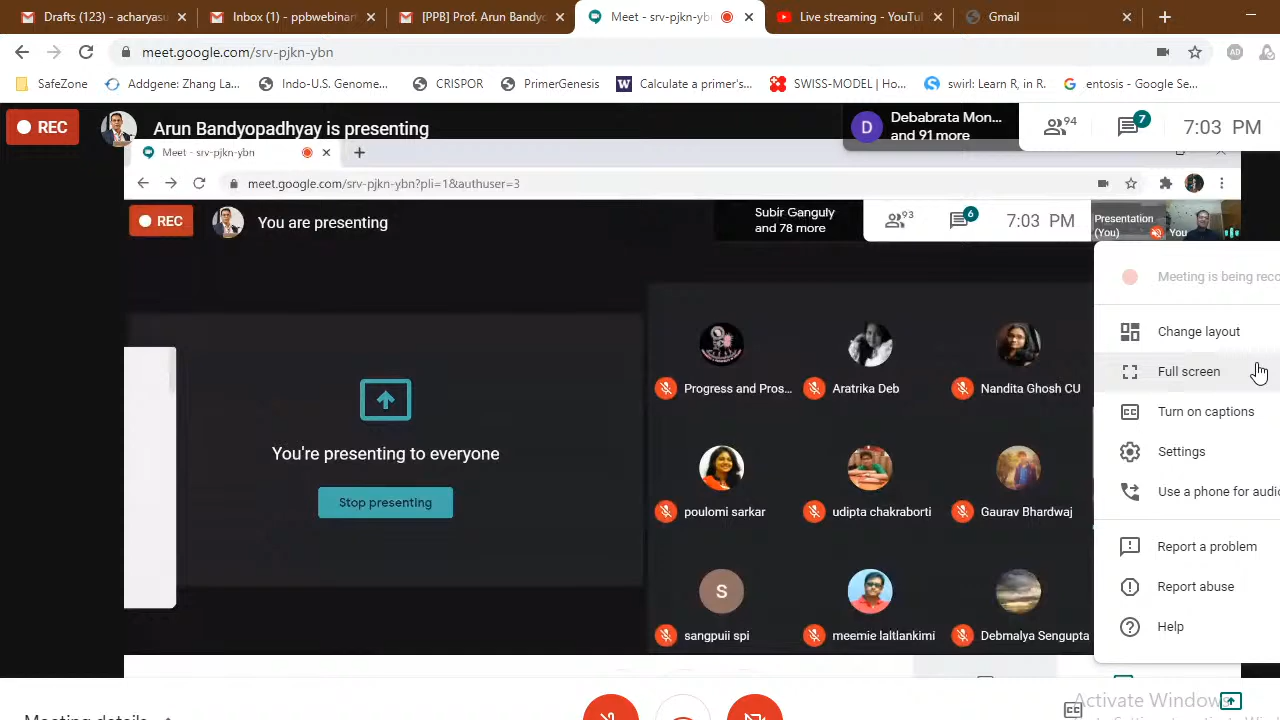 Drafts (123) - acharyasu
Inbox (1) - ppbwebinar
[PPB] Prof. Arun Bandyo
Meet - srv-pjkn-yb
Live streaming - YouTu
Gmail
meet.google.com/srv-pjkn-ybn
AD
SafeZone
Addgene: Zhang La...
Indo-U.S. Genome...
CRISPOR
PrimerGenesis
Calculate a primer's...
SWISS-MODEL | Ho...
swirl: Learn R, in R.
entosis - Google Se...
REC
Arun Bandyopadhyay is presenting
D
Debabrata Mon...
and 91 more
94
7
7:03 PM
Meet - srv-pjkn-ybn
meet.google.com/srv-pjkn-ybn?pli=1&authuser=3
REC
You are presenting
Subir Ganguly
and 78 more
93
6
7:03 PM
Presentation
(You)
You
Meeting is being reco
Change layout
Full screen
Turn on captions
Settings
Use a phone for audio
Report a problem
Report abuse
Help
You're presenting to everyone
Stop presenting
Progress and Pros...
Aratrika Deb
Nandita Ghosh CU
poulomi sarkar
udipta chakraborti
Gaurav Bhardwaj
S
sangpuii spi
meemie laltlankimi
Debmalya Sengupta
Meeting details
CC
Activate Windows